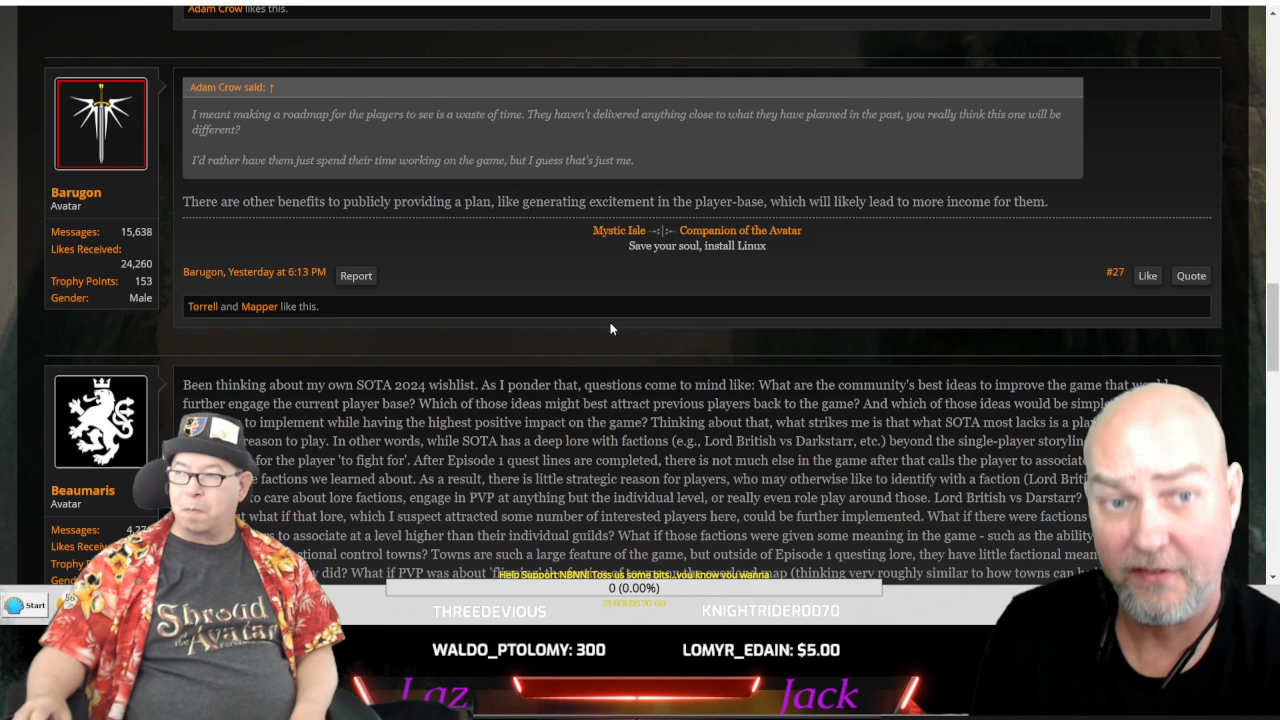 Adam Crow likes this.
Adam Crow said: ↑
I meant making a roadmap for the players to see is a waste of time. They haven't delivered anything close to what they have planned in the past, you really think this one will be
different?
I'd rather have them just spend their time working on the game, but I guess that's just me.
Barugon
Avatar
Messages: 15,638
Likes Received:
24,260
Trophy Points: 153
Gender: Male
There are other benefits to publicly providing a plan, like generating excitement in the player-base, which will likely lead to more income for them.
Mystic Isle -:|:- Companion of the Avatar
Save your soul, install Linux
Barugon, Yesterday at 6:13 PM Report #27 Like Quote
Torrell and Mapper like this.
Beaumaris
Avatar
Messages:
Been thinking about my own SOTA 2024 wishlist. As I ponder that, questions come to mind like: What are the community's best ideas to improve the game that would
further engage the current player base? Which of those ideas might best attract previous players back to the game? And which of those ideas would be
to implement while having the highest positive impact on the game? Thinking about that, what strikes me is that what SOTA most lacks is a
reason to play. In other words, while SOTA has a deep lore with factions (e.g., Lord British vs Darkstarr, etc.) beyond the single-player
for the player 'to fight for'. After Episode 1 quest lines are completed, there is not much else in the game after that calls the player to
factions we learned about. As a result, there is little strategic reason for players, who may otherwise like to identify with a faction (Lord
to care about lore factions, engage in PVP at anything but the individual level, or really even role play around those. Lord British vs Darstarr?
what if that lore, which I suspect attracted some number of interested players here, could be further implemented. What if there were factions
to associate at a level higher than their individual guilds? What if those factions were given some meaning in the game - such as the ability
control towns? Towns are such a large feature of the game, but outside of Episode 1 questing lore, they have little factional
did? What if PVP was about map (thinking very roughly similar to how towns can
Help Support NBNN! Toss us some bits...you know you wanna
0 (0.00%)
HOURS TO GO
Start
56
THREEDEVIOUS KNIGHTRIDER0070
WALDO_PTOLOMY: 300 LOMYR_EDAIN: $5.00
Shroud
of the
Avatar
Laz Jack